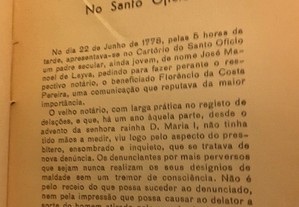 No Santo Ofíc
No dia 22 de Junho de 1778, pelas 5 horas de
tarde, apresentava-se no Cartório do Santo Ofício
um padre secular, ainda jovem, de nome José Ma-
noel de Leyva, pedindo para fazer perante o res-
pectivo notário, o beneficiado Florêncio da Costa
Pereira, uma comunicação que reputava da maior
importância.
O velho notário, com larga prática no registo de
delações, e que, há um ano àquela parte, desde o
advento da senhora rainha D. Maria I, não tinha
tido mãos a medir, viu logo pelo aspecto do pres-
bítero, ensombrado e inquieto, que se tratava de
nova denúncia. Os denunciantes por mais perversos
que sejam nunca realizam os seus designios de
maldade sem um tremor de consciência. Não é
pelo receio do que possa suceder ao denunciado,
nem pela impressão que possa causar ao delator a